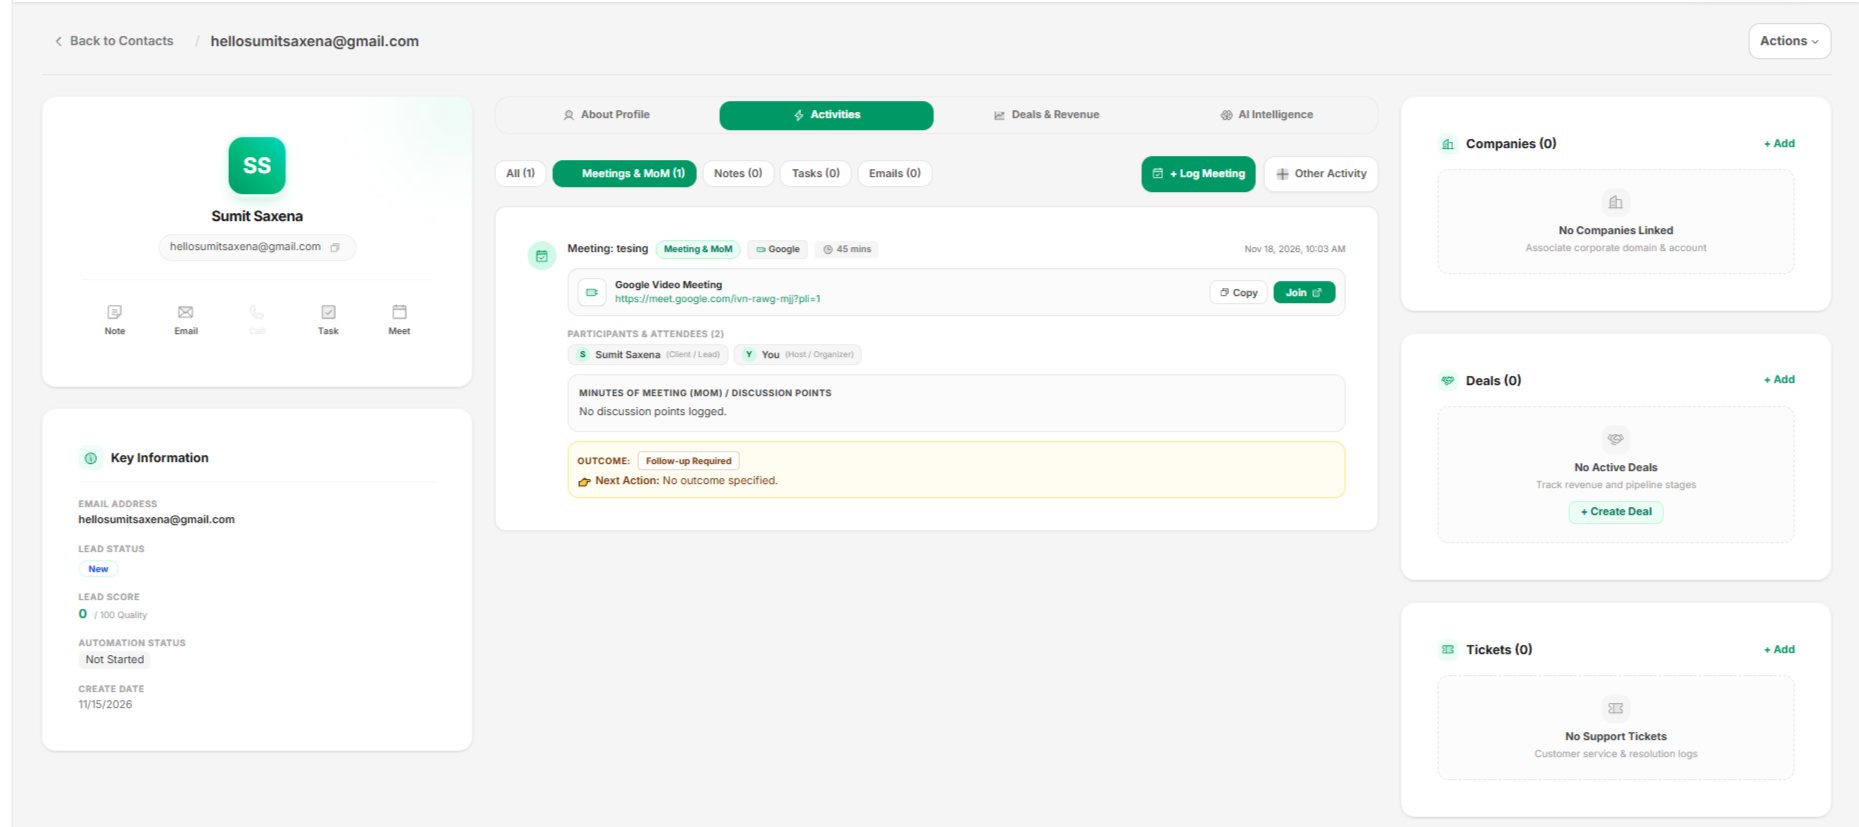 Back to Contacts / hellosumitsaxena@gmail.com
Actions
SS
Sumit Saxena
hellosumitsaxena@gmail.com
Note Email Call Task Meet
Key Information
EMAIL ADDRESS
hellosumitsaxena@gmail.com
LEAD STATUS
New
LEAD SCORE
0 / 100 Quality
AUTOMATION STATUS
Not Started
CREATE DATE
11/15/2026
About Profile Activities Deals & Revenue AI Intelligence
All (1) Meetings & MoM (1) Notes (0) Tasks (0) Emails (0) + Log Meeting Other Activity
Meeting: tesing Meeting & MoM Google 45 mins Nov 18, 2026, 10:03 AM
Google Video Meeting
https://meet.google.com/ivn-rawg-mjj?pli=1
Copy Join
PARTICIPANTS & ATTENDEES (2)
S Sumit Saxena (Client / Lead) Y You (Host / Organizer)
MINUTES OF MEETING (MOM) / DISCUSSION POINTS
No discussion points logged.
OUTCOME: Follow-up Required
👉 Next Action: No outcome specified.
Companies (0) + Add
No Companies Linked
Associate corporate domain & account
Deals (0) + Add
No Active Deals
Track revenue and pipeline stages
+ Create Deal
Tickets (0) + Add
No Support Tickets
Customer service & resolution logs